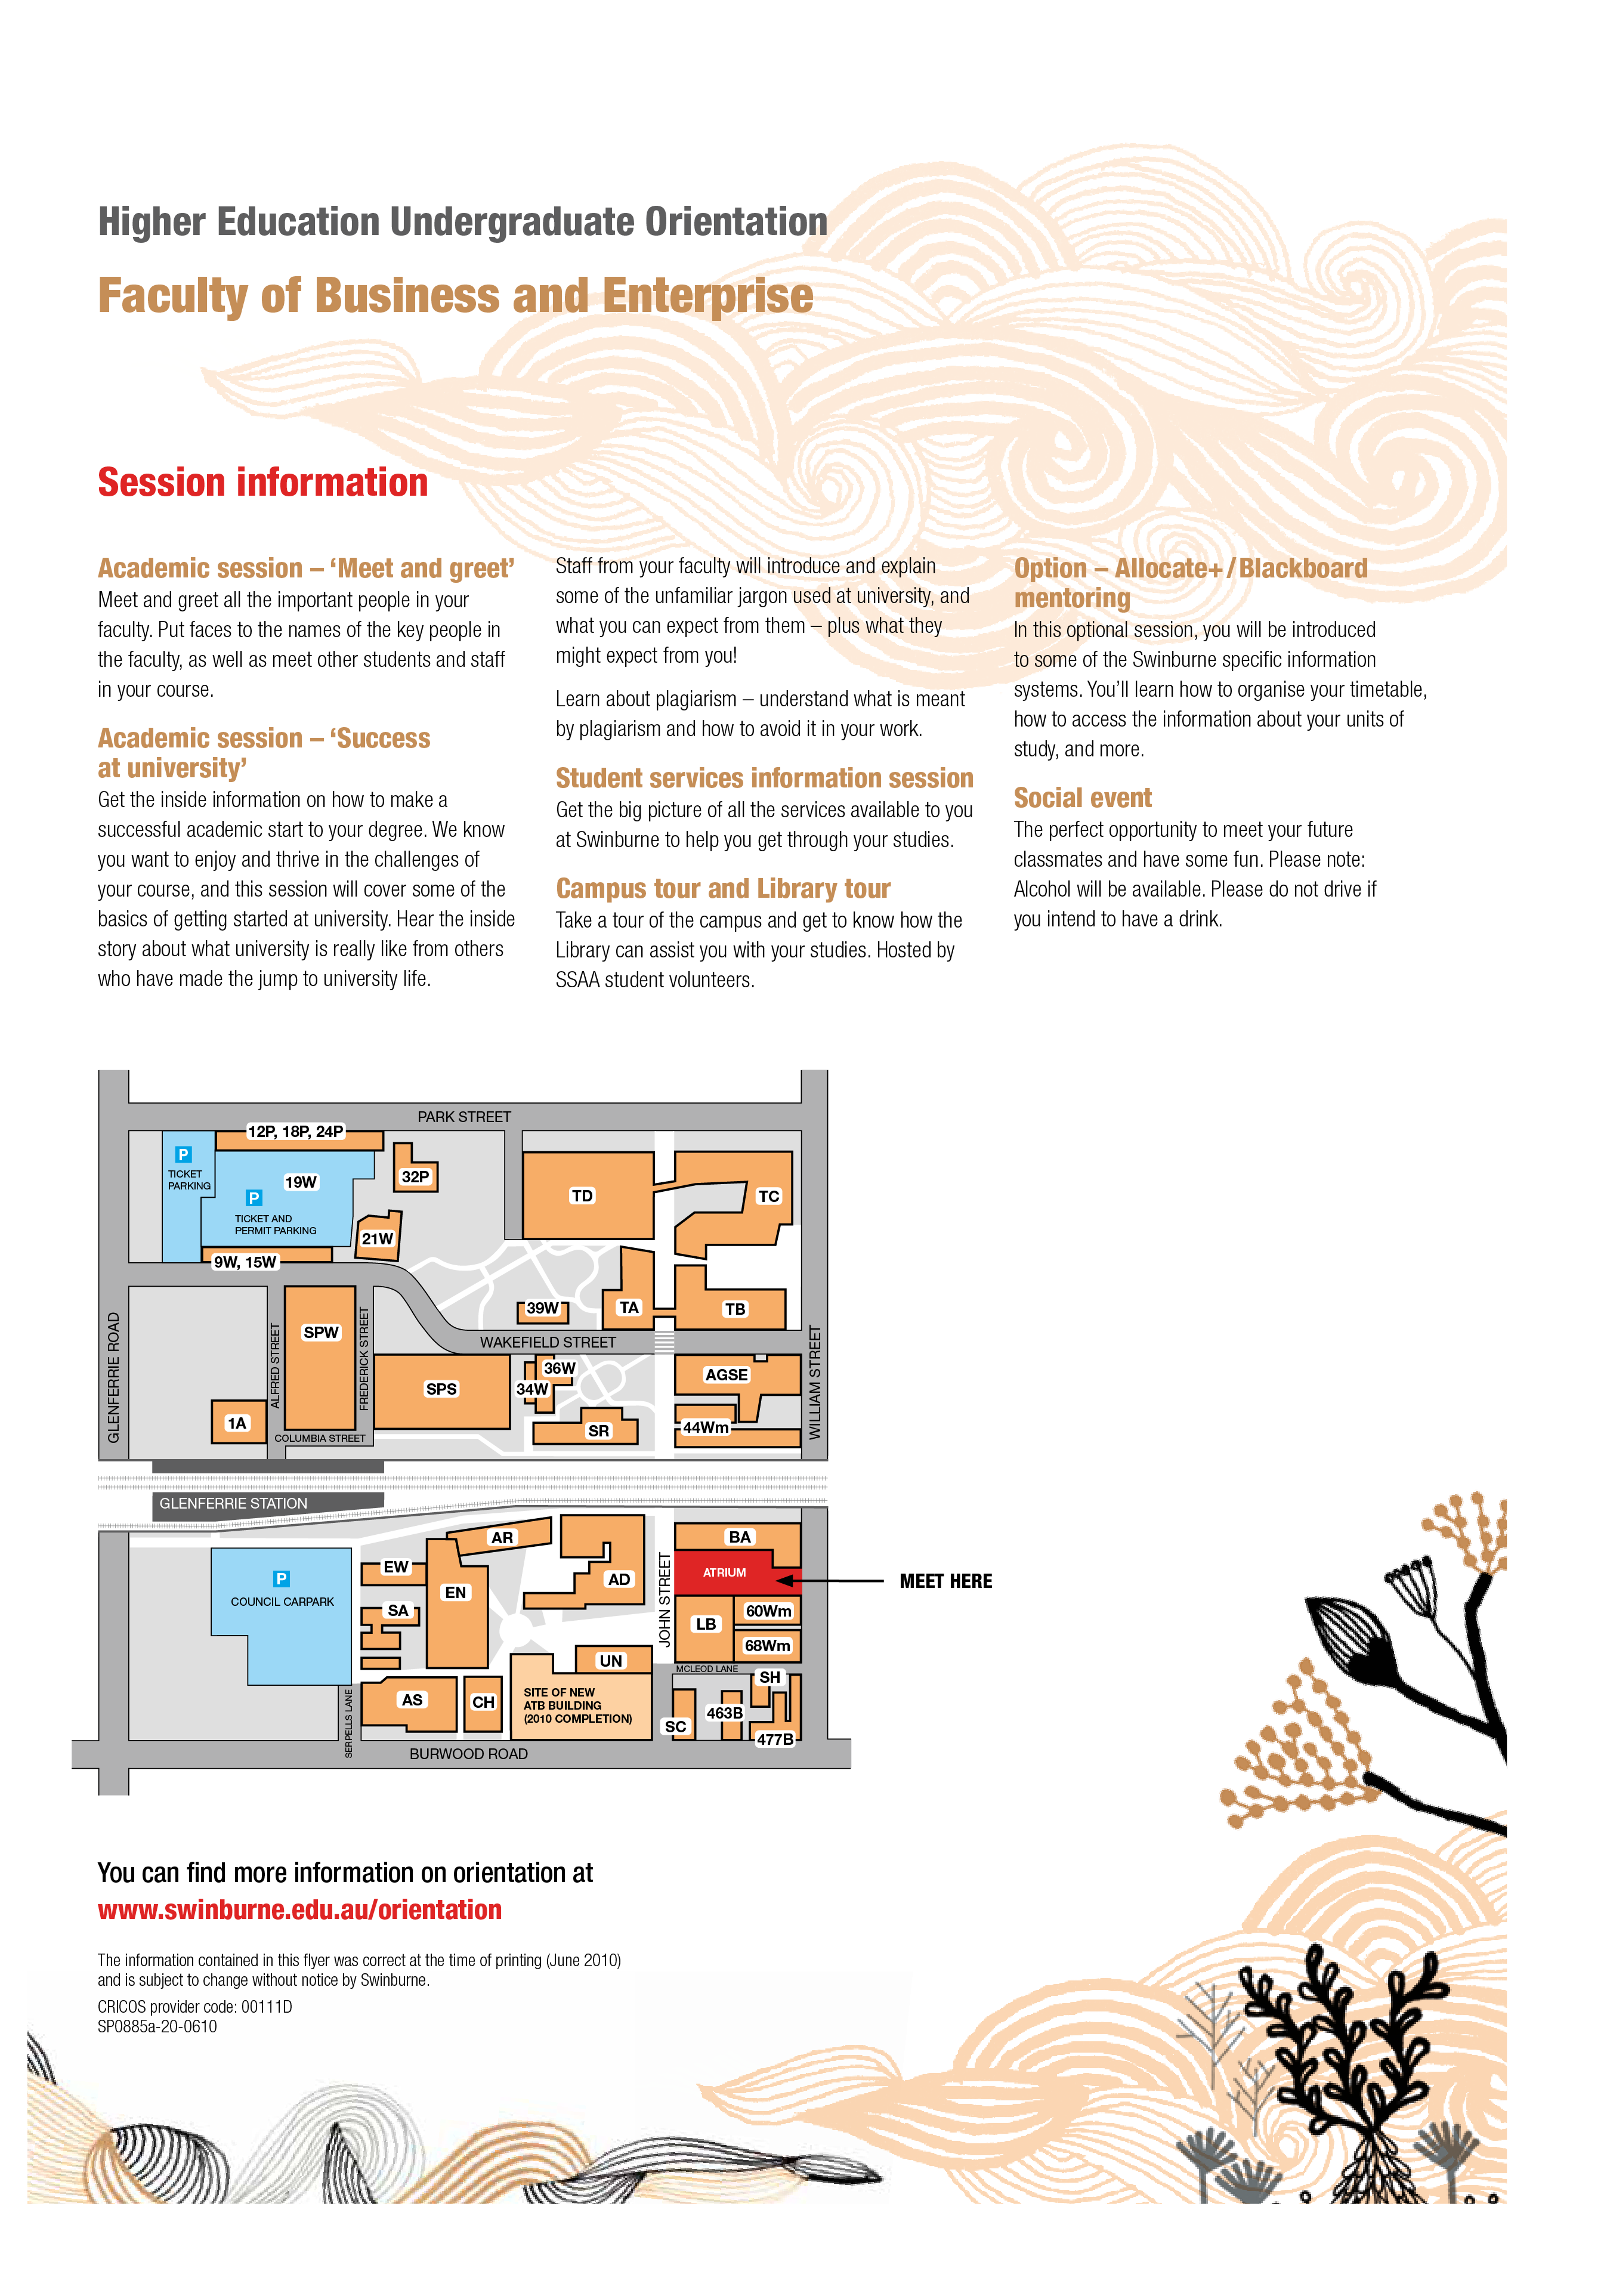 Higher Education Undergraduate Orientation
Faculty of Business and Enterprise
Session information
Academic session – ‘Meet and greet’
Meet and greet all the important people in your
faculty. Put faces to the names of the key people in
the faculty, as well as meet other students and staff
in your course.
Academic session – ‘Success
at university’
Get the inside information on how to make a
successful academic start to your degree. We know
you want to enjoy and thrive in the challenges of
your course, and this session will cover some of the
basics of getting started at university. Hear the inside
story about what university is really like from others
who have made the jump to university life.
Staff from your faculty will introduce and explain
some of the unfamiliar jargon used at university, and
what you can expect from them – plus what they
might expect from you!
Learn about plagiarism – understand what is meant
by plagiarism and how to avoid it in your work.
Student services information session
Get the big picture of all the services available to you
at Swinburne to help you get through your studies.
Campus tour and Library tour
Take a tour of the campus and get to know how the
Library can assist you with your studies. Hosted by
SSAA student volunteers.
Option – Allocate+/Blackboard
mentoring
In this optional session, you will be introduced
to some of the Swinburne specific information
systems. You’ll learn how to organise your timetable,
how to access the information about your units of
study, and more.
Social event
The perfect opportunity to meet your future
classmates and have some fun. Please note:
Alcohol will be available. Please do not drive if
you intend to have a drink.
PARK STREET
12P, 18P, 24P
P
TICKET
PARKING
19W
P
TICKET AND
PERMIT PARKING
32P
21W
9W, 15W
TD
TC
TA
TB
39W
GLENFERRIE ROAD
ALFRED STREET
SPW
FREDERICK STREET
WAKEFIELD STREET
WILLIAM STREET
SPS
36W
34W
AGSE
1A
COLUMBIA STREET
SR
44Wm
GLENFERRIE STATION
AR
BA
EW
EN
AD
JOHN STREET
ATRIUM
MEET HERE
P
COUNCIL CARPARK
SA
LB
60Wm
68Wm
UN
MCLEOD LANE
SH
AS
CH
SITE OF NEW
ATB BUILDING
(2010 COMPLETION)
SC
463B
477B
SERPELLS LANE
BURWOOD ROAD
You can find more information on orientation at
www.swinburne.edu.au/orientation
The information contained in this flyer was correct at the time of printing (June 2010)
and is subject to change without notice by Swinburne.
CRICOS provider code: 00111D
SP0885a-20-0610